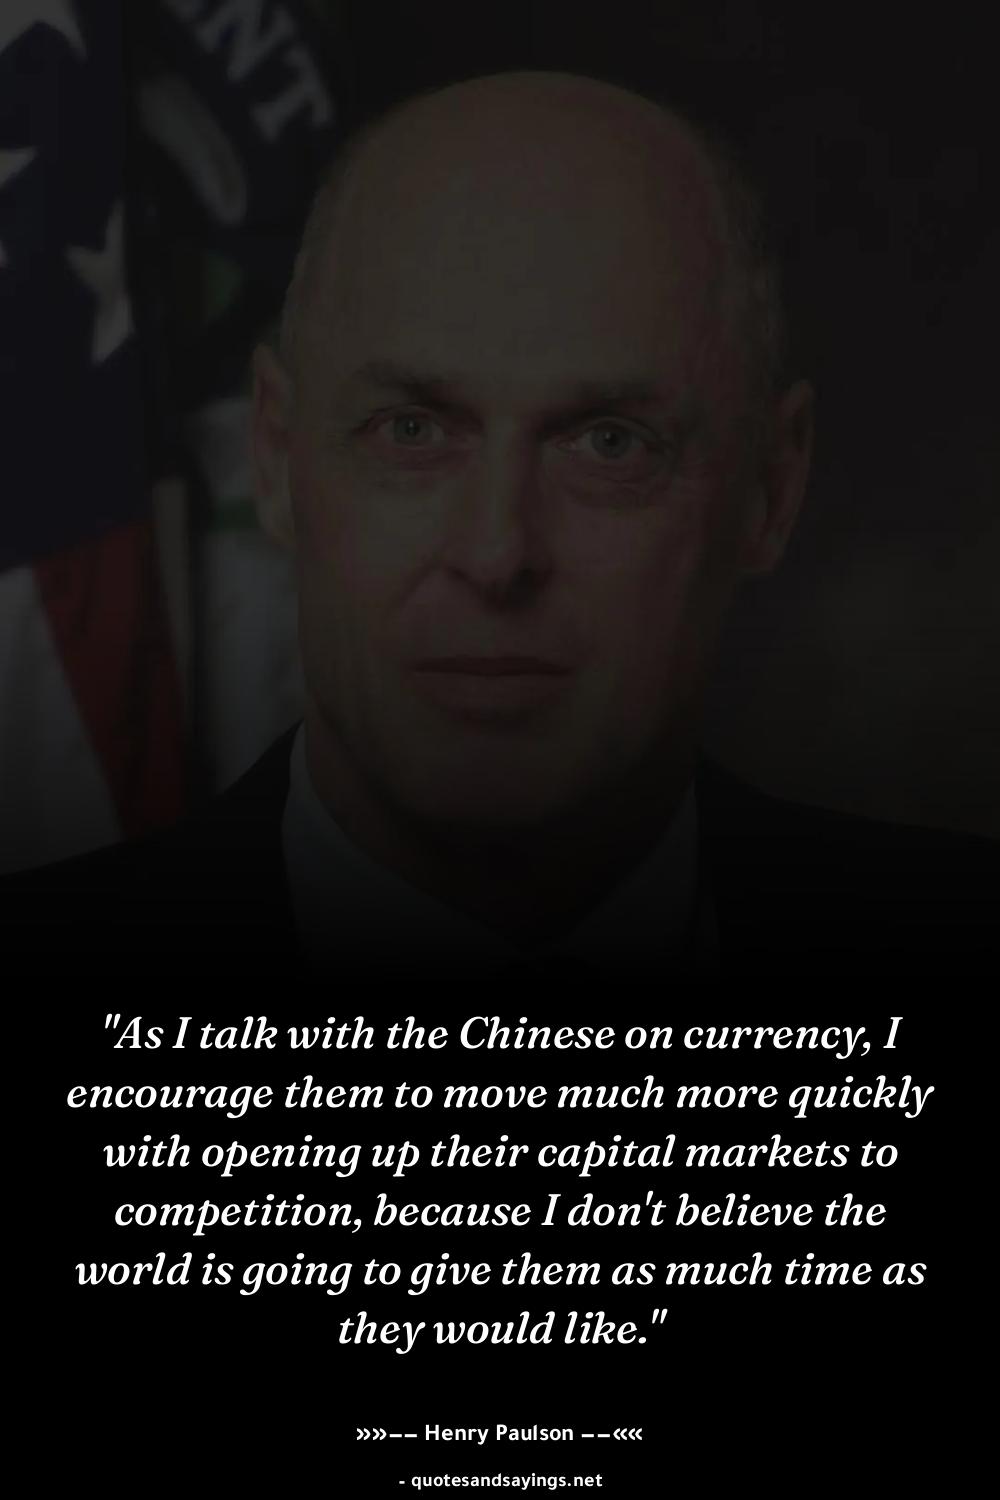 ENT
"As I talk with the Chinese on currency, I
encourage them to move much more quickly
with opening up their capital markets to
competition, because I don't believe the
world is going to give them as much time as
they would like."
»»–– Henry Paulson ––««
- quotesandsayings.net